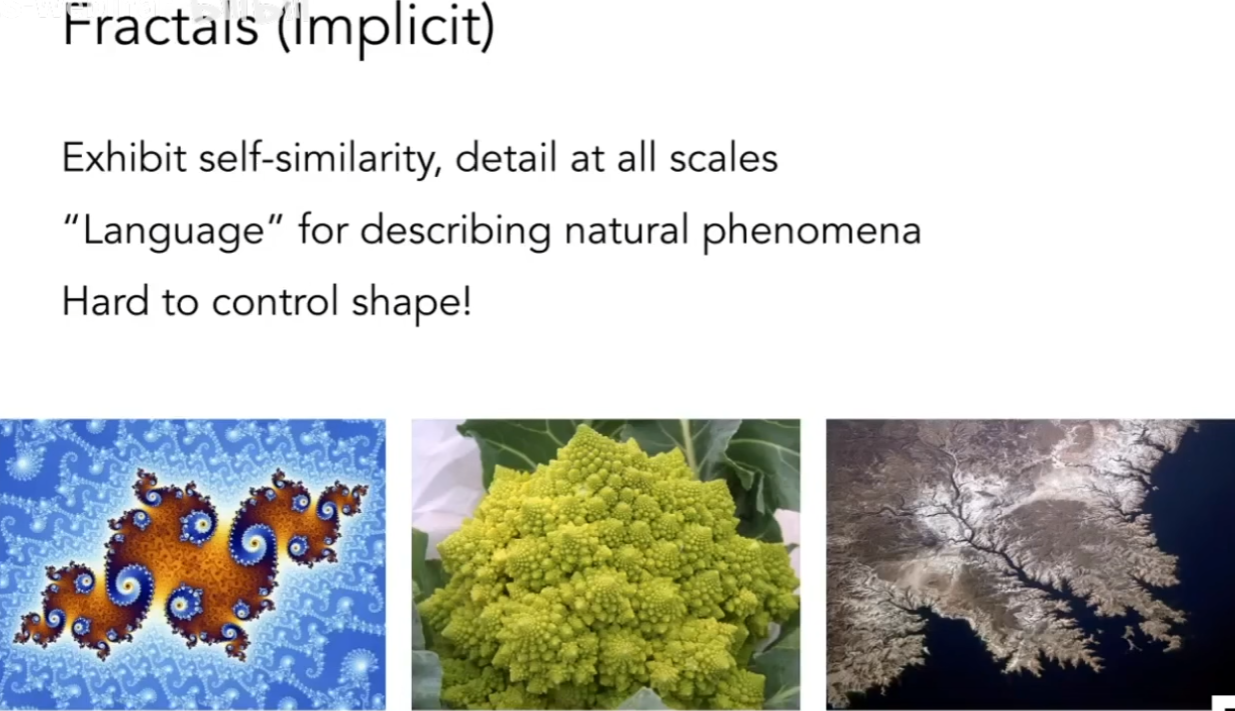 Fractals (Implicit)
Exhibit self-similarity, detail at all scales
“Language” for describing natural phenomena
Hard to control shape!